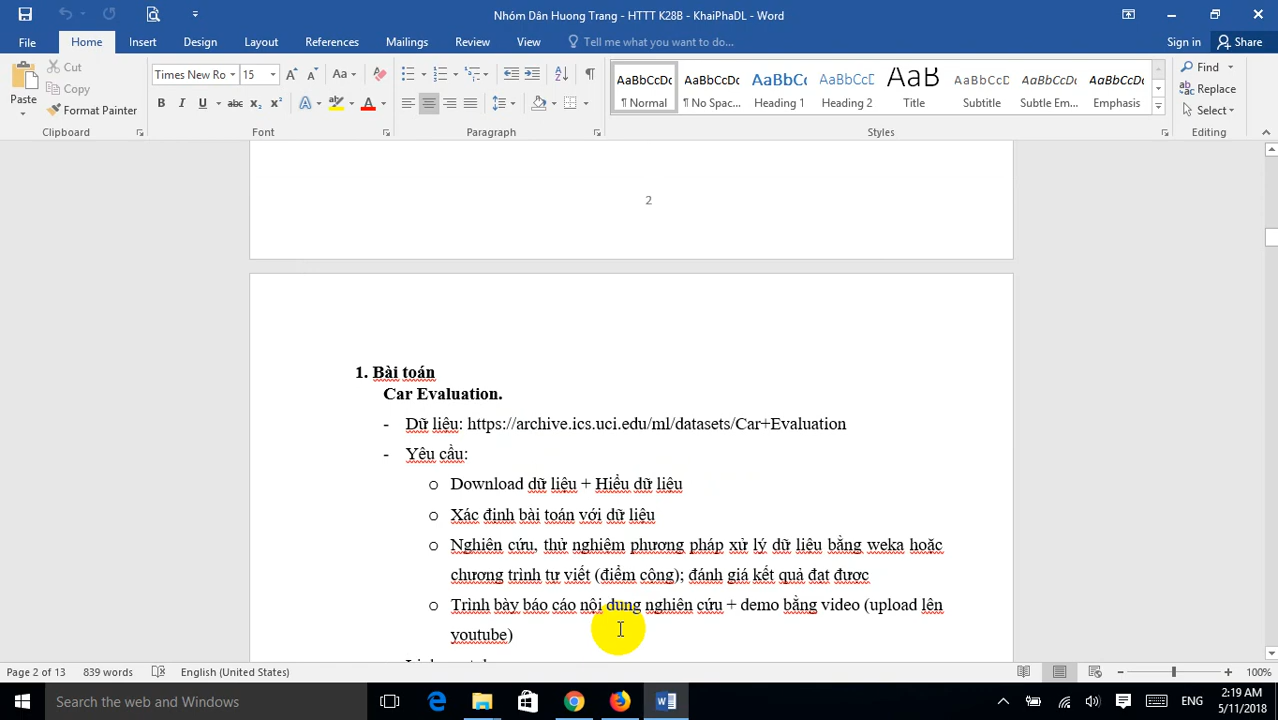 Nhóm Dân Huong Trang - HTTT K28B - KhaiPhaDL - Word
File Home Insert Design Layout References Mailings Review View Tell me what you want to do... Sign in Share
Paste
Cut
Copy
Format Painter
Times New Ro 15
AaBbCcDc AaBbCcDc AaBbCc AaBbCcD AaB AaBbCcD AaBbCcDc AaBbCcDc
¶ Normal ¶ No Spac... Heading 1 Heading 2 Title Subtitle Subtle Em... Emphasis
Find
Replace
Select
Clipboard Font Paragraph Styles Editing
2
1. Bài toán
Car Evaluation.
- Dữ liệu: https://archive.ics.uci.edu/ml/datasets/Car+Evaluation
- Yêu cầu:
o Download dữ liệu + Hiểu dữ liệu
o Xác định bài toán với dữ liệu
o Nghiên cứu, thử nghiệm phương pháp xử lý dữ liệu bằng weka hoặc
chương trình tự viết (điểm cộng); đánh giá kết quả đạt được
o Trình bày báo cáo nội dung nghiên cứu + demo bằng video (upload lên
youtube)
Page 2 of 13 839 words English (United States) 100%
Search the web and Windows
ENG
2:19 AM
5/11/2018